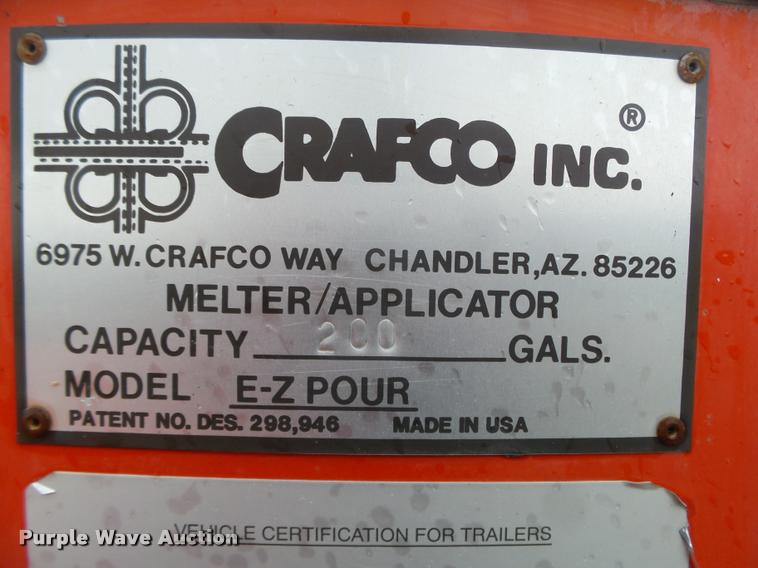 CRAFCO INC.®
6975 W. CRAFCO WAY CHANDLER, AZ. 85226
MELTER/APPLICATOR
CAPACITY 200 GALS.
MODEL E-Z POUR
PATENT NO. DES. 298,946 MADE IN USA
VEHICLE CERTIFICATION FOR TRAILERS
Purple Wave Auction